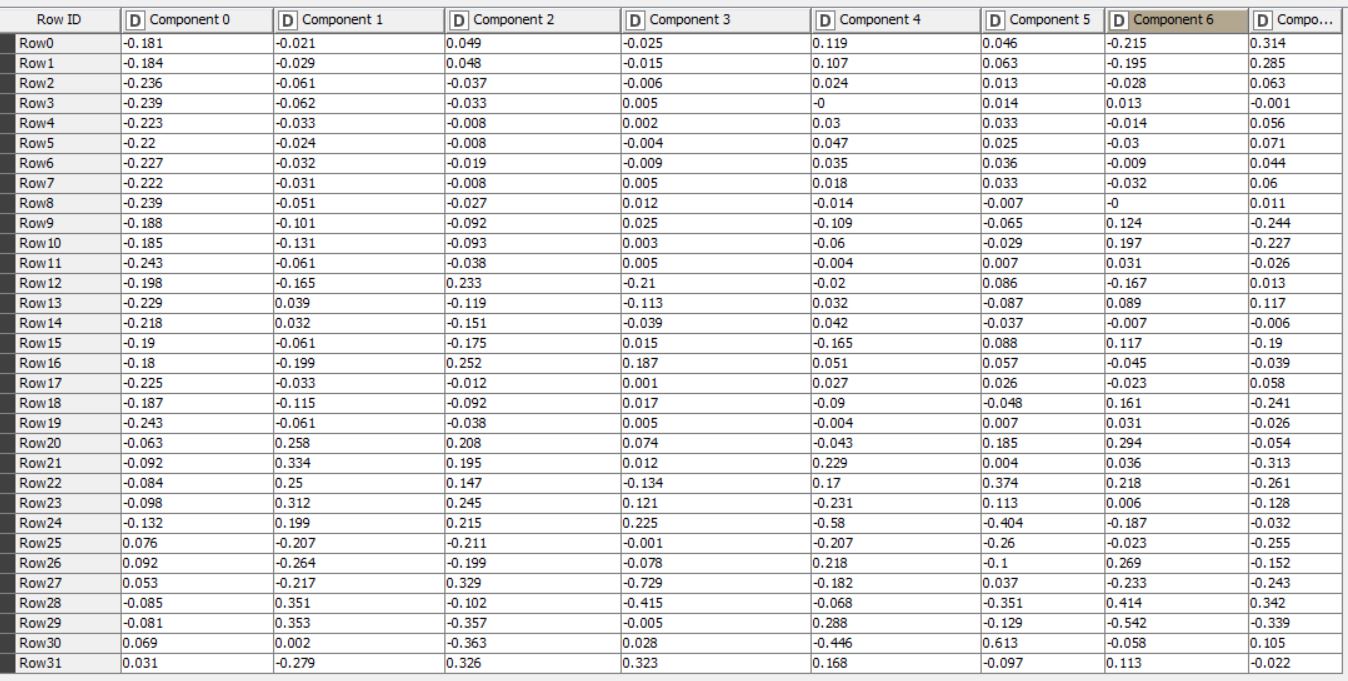 Row ID D Component 0 D Component 1 D Component 2 D Component 3 D Component 4 D Component 5 D Component 6 D Compo...
Row0 -0.181 -0.021 0.049 -0.025 0.119 0.046 -0.215 0.314
Row1 -0.184 -0.029 0.048 -0.015 0.107 0.063 -0.195 0.285
Row2 -0.236 -0.061 -0.037 -0.006 0.024 0.013 -0.028 0.063
Row3 -0.239 -0.062 -0.033 0.005 -0 0.014 0.013 -0.001
Row4 -0.223 -0.033 -0.008 0.002 0.03 0.033 -0.014 0.056
Row5 -0.22 -0.024 -0.008 -0.004 0.047 0.025 -0.03 0.071
Row6 -0.227 -0.032 -0.019 -0.009 0.035 0.036 -0.009 0.044
Row7 -0.222 -0.031 -0.008 0.005 0.018 0.033 -0.032 0.06
Row8 -0.239 -0.051 -0.027 0.012 -0.014 -0.007 -0 0.011
Row9 -0.188 -0.101 -0.092 0.025 -0.109 -0.065 0.124 -0.244
Row10 -0.185 -0.131 -0.093 0.003 -0.06 -0.029 0.197 -0.227
Row11 -0.243 -0.061 -0.038 0.005 -0.004 0.007 0.031 -0.026
Row12 -0.198 -0.165 0.233 -0.21 -0.02 0.086 -0.167 0.013
Row13 -0.229 0.039 -0.119 -0.113 0.032 -0.087 0.089 0.117
Row14 -0.218 0.032 -0.151 -0.039 0.042 -0.037 -0.007 -0.006
Row15 -0.19 -0.061 -0.175 0.015 -0.165 0.088 0.117 -0.19
Row16 -0.18 -0.199 0.252 0.187 0.051 0.057 -0.045 -0.039
Row17 -0.225 -0.033 -0.012 0.001 0.027 0.026 -0.023 0.058
Row18 -0.187 -0.115 -0.092 0.017 -0.09 -0.048 0.161 -0.241
Row19 -0.243 -0.061 -0.038 0.005 -0.004 0.007 0.031 -0.026
Row20 -0.063 0.258 0.208 0.074 -0.043 0.185 0.294 -0.054
Row21 -0.092 0.334 0.195 0.012 0.229 0.004 0.036 -0.313
Row22 -0.084 0.25 0.147 -0.134 0.17 0.374 0.218 -0.261
Row23 -0.098 0.312 0.245 0.121 -0.231 0.113 0.006 -0.128
Row24 -0.132 0.199 0.215 0.225 -0.58 -0.404 -0.187 -0.032
Row25 0.076 -0.207 -0.211 -0.001 -0.207 -0.26 -0.023 -0.255
Row26 0.092 -0.264 -0.199 -0.078 0.218 -0.1 0.269 -0.152
Row27 0.053 -0.217 0.329 -0.729 -0.182 0.037 -0.233 -0.243
Row28 -0.085 0.351 -0.102 -0.415 -0.068 -0.351 0.414 0.342
Row29 -0.081 0.353 -0.357 -0.005 0.288 -0.129 -0.542 -0.339
Row30 0.069 0.002 -0.363 0.028 -0.446 0.613 -0.058 0.105
Row31 0.031 -0.279 0.326 0.323 0.168 -0.097 0.113 -0.022